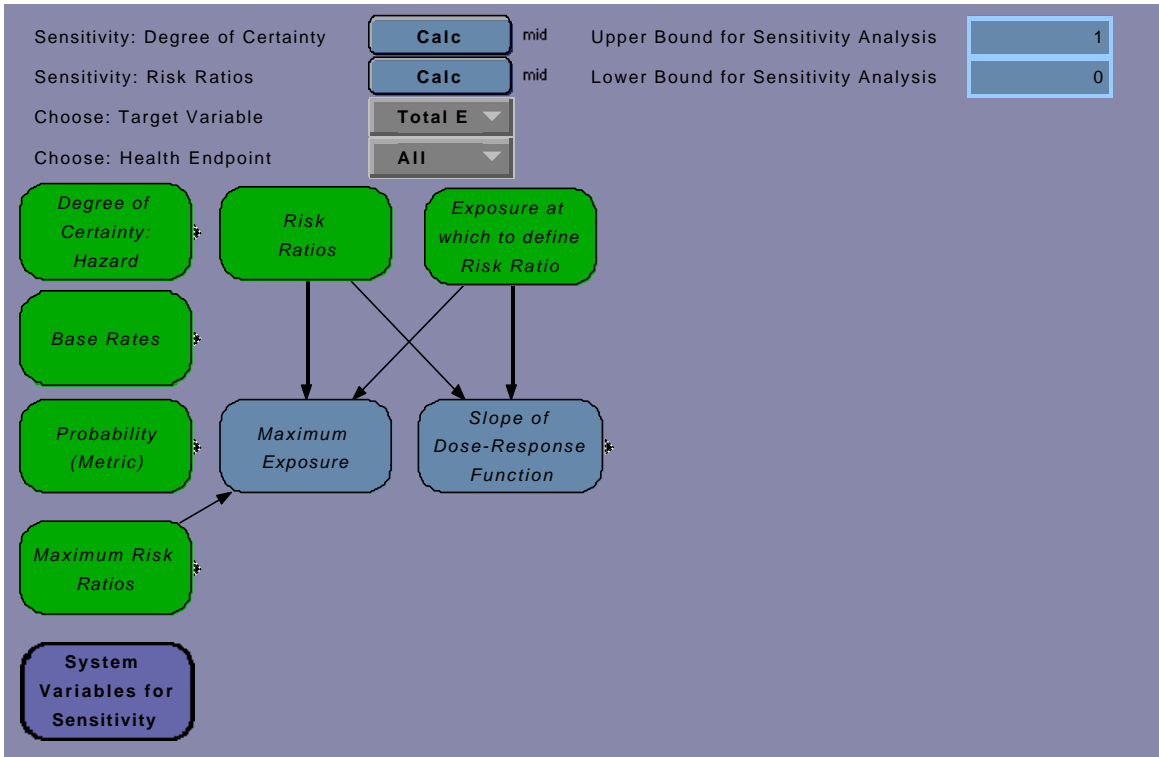 Sensitivity: Degree of Certainty Calc mid Upper Bound for Sensitivity Analysis 1
Sensitivity: Risk Ratios Calc mid Lower Bound for Sensitivity Analysis 0
Choose: Target Variable Total E
Choose: Health Endpoint All
Degree of
Certainty:
Hazard
Risk
Ratios
Exposure at
which to define
Risk Ratio
Base Rates
Probability
(Metric)
Maximum
Exposure
Slope of
Dose-Response
Function
Maximum Risk
Ratios
System
Variables for
Sensitivity